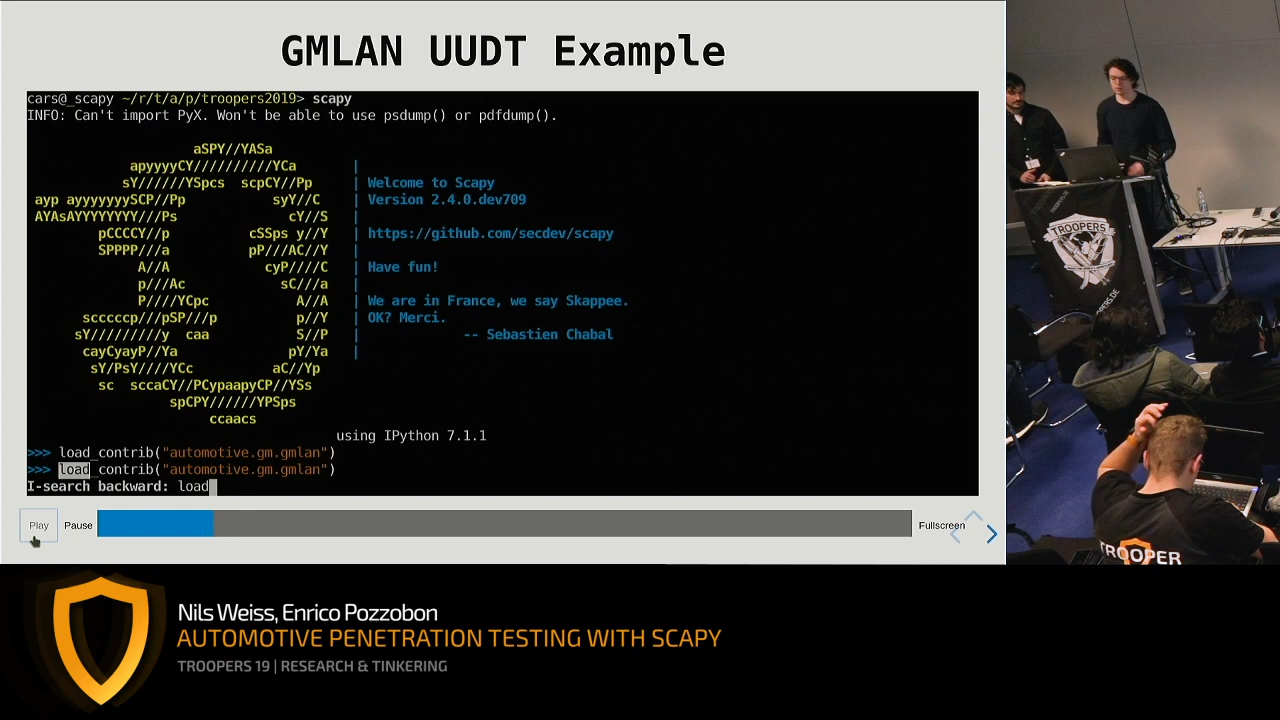 GMLAN UUDT Example
cars@_scapy ~/r/t/a/p/troopers2019> scapy
INFO: Can't import PyX. Won't be able to use psdump() or pdfdump().
aSPY//YASa
apyyyyCY//////////YCa |
sY//////YSpcs scpCY//Pp | Welcome to Scapy
ayp ayyyyyyySCP//Pp syY//C | Version 2.4.0.dev709
AYAsAYYYYYYYY///Ps cY//S |
pCCCCY//p cSSps y//Y | https://github.com/secdev/scapy
SPPPP///a pP///AC//Y |
A//A cyP////C | Have fun!
p///Ac sC///a |
P////YCpc A//A | We are in France, we say Skappee.
scccccp///pSP///p p//Y | OK? Merci.
sY/////////y caa S//P | -- Sebastien Chabal
cayCyayP//Ya pY/Ya |
sY/PsY////YCc aC//Yp
sc sccaCY//PCypaapyCP//YSs
spCPY//////YPSps
ccaacs
using IPython 7.1.1
>>> load_contrib("automotive.gm.gmlan")
>>> load_contrib("automotive.gm.gmlan")
I-search backward: load
Play Pause Fullscreen
TROOPERS
TROOPER
Nils Weiss, Enrico Pozzobon
AUTOMOTIVE PENETRATION TESTING WITH SCAPY
TROOPERS 19 | RESEARCH & TINKERING